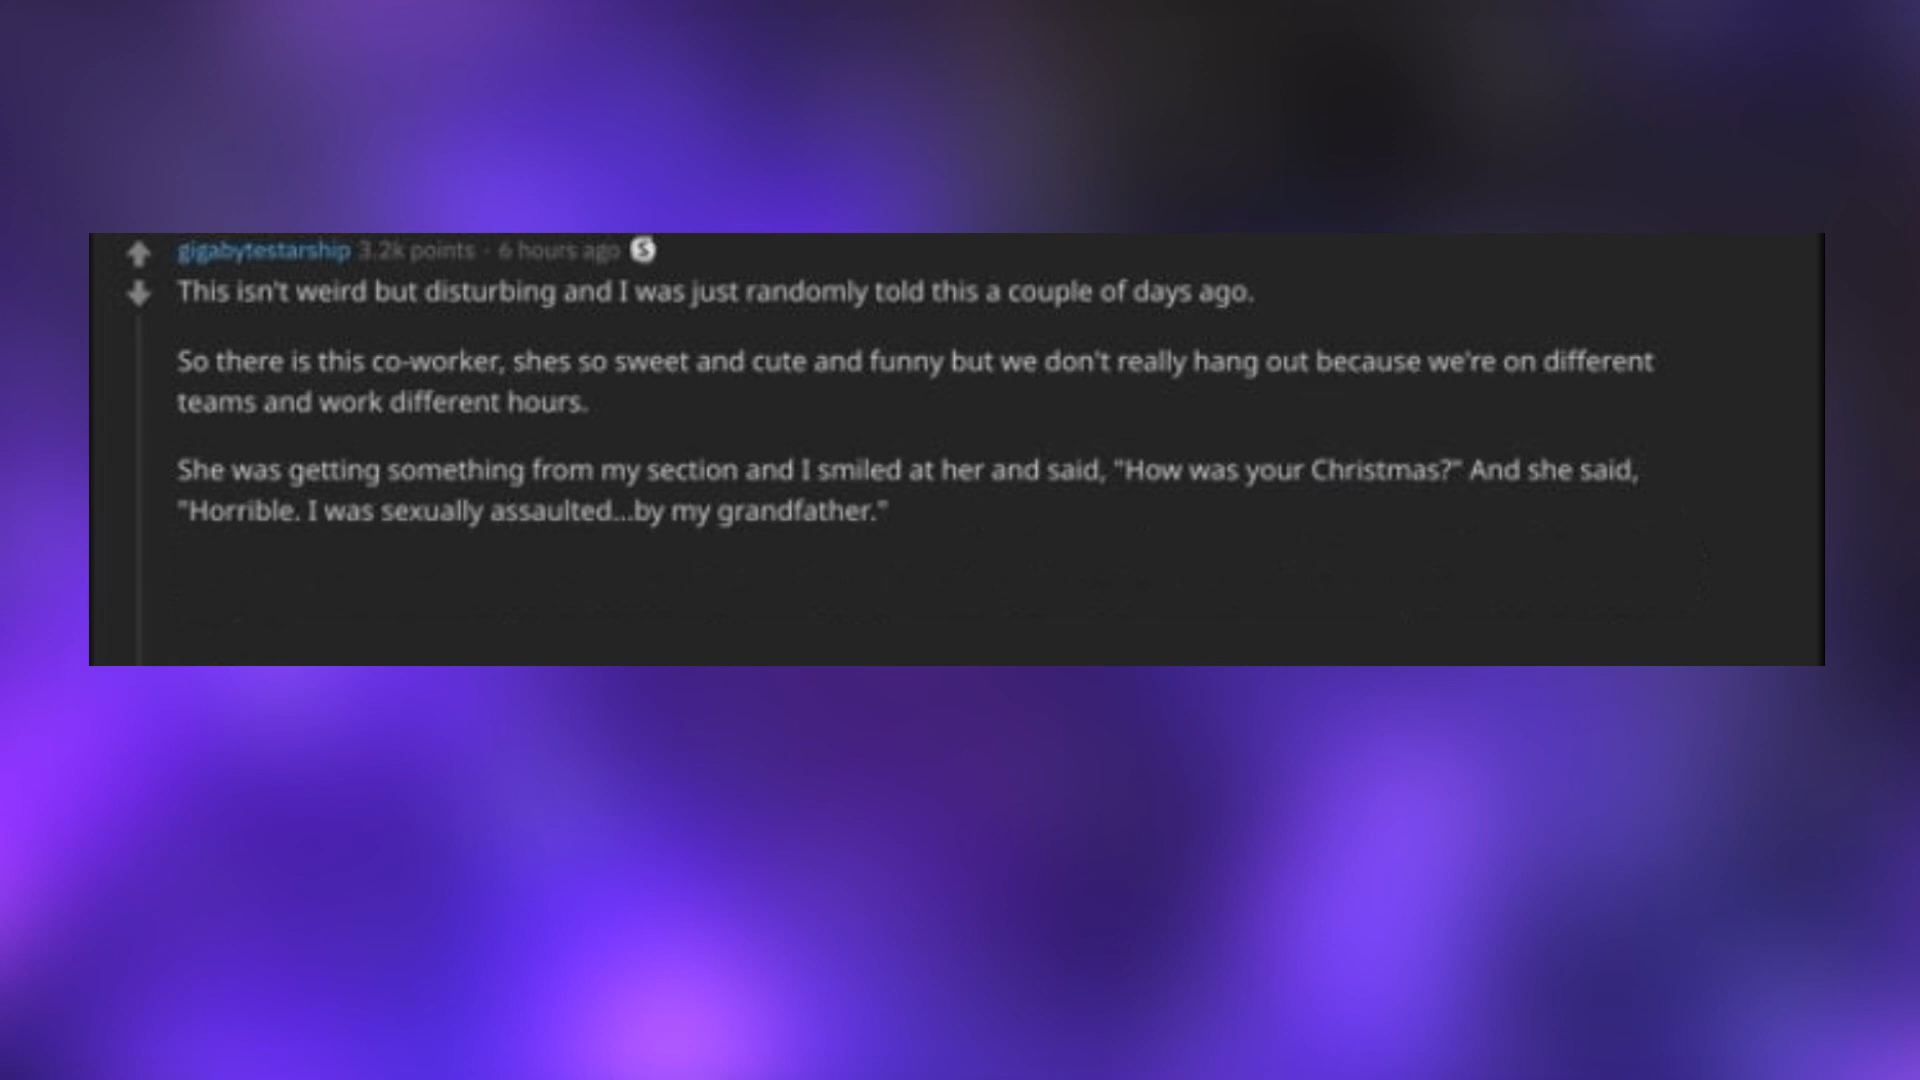 gigabytestarship 3.2k points · 6 hours ago S
This isn't weird but disturbing and I was just randomly told this a couple of days ago.
So there is this co-worker, shes so sweet and cute and funny but we don't really hang out because we're on different
teams and work different hours.
She was getting something from my section and I smiled at her and said, "How was your Christmas?" And she said,
"Horrible. I was sexually assaulted...by my grandfather."